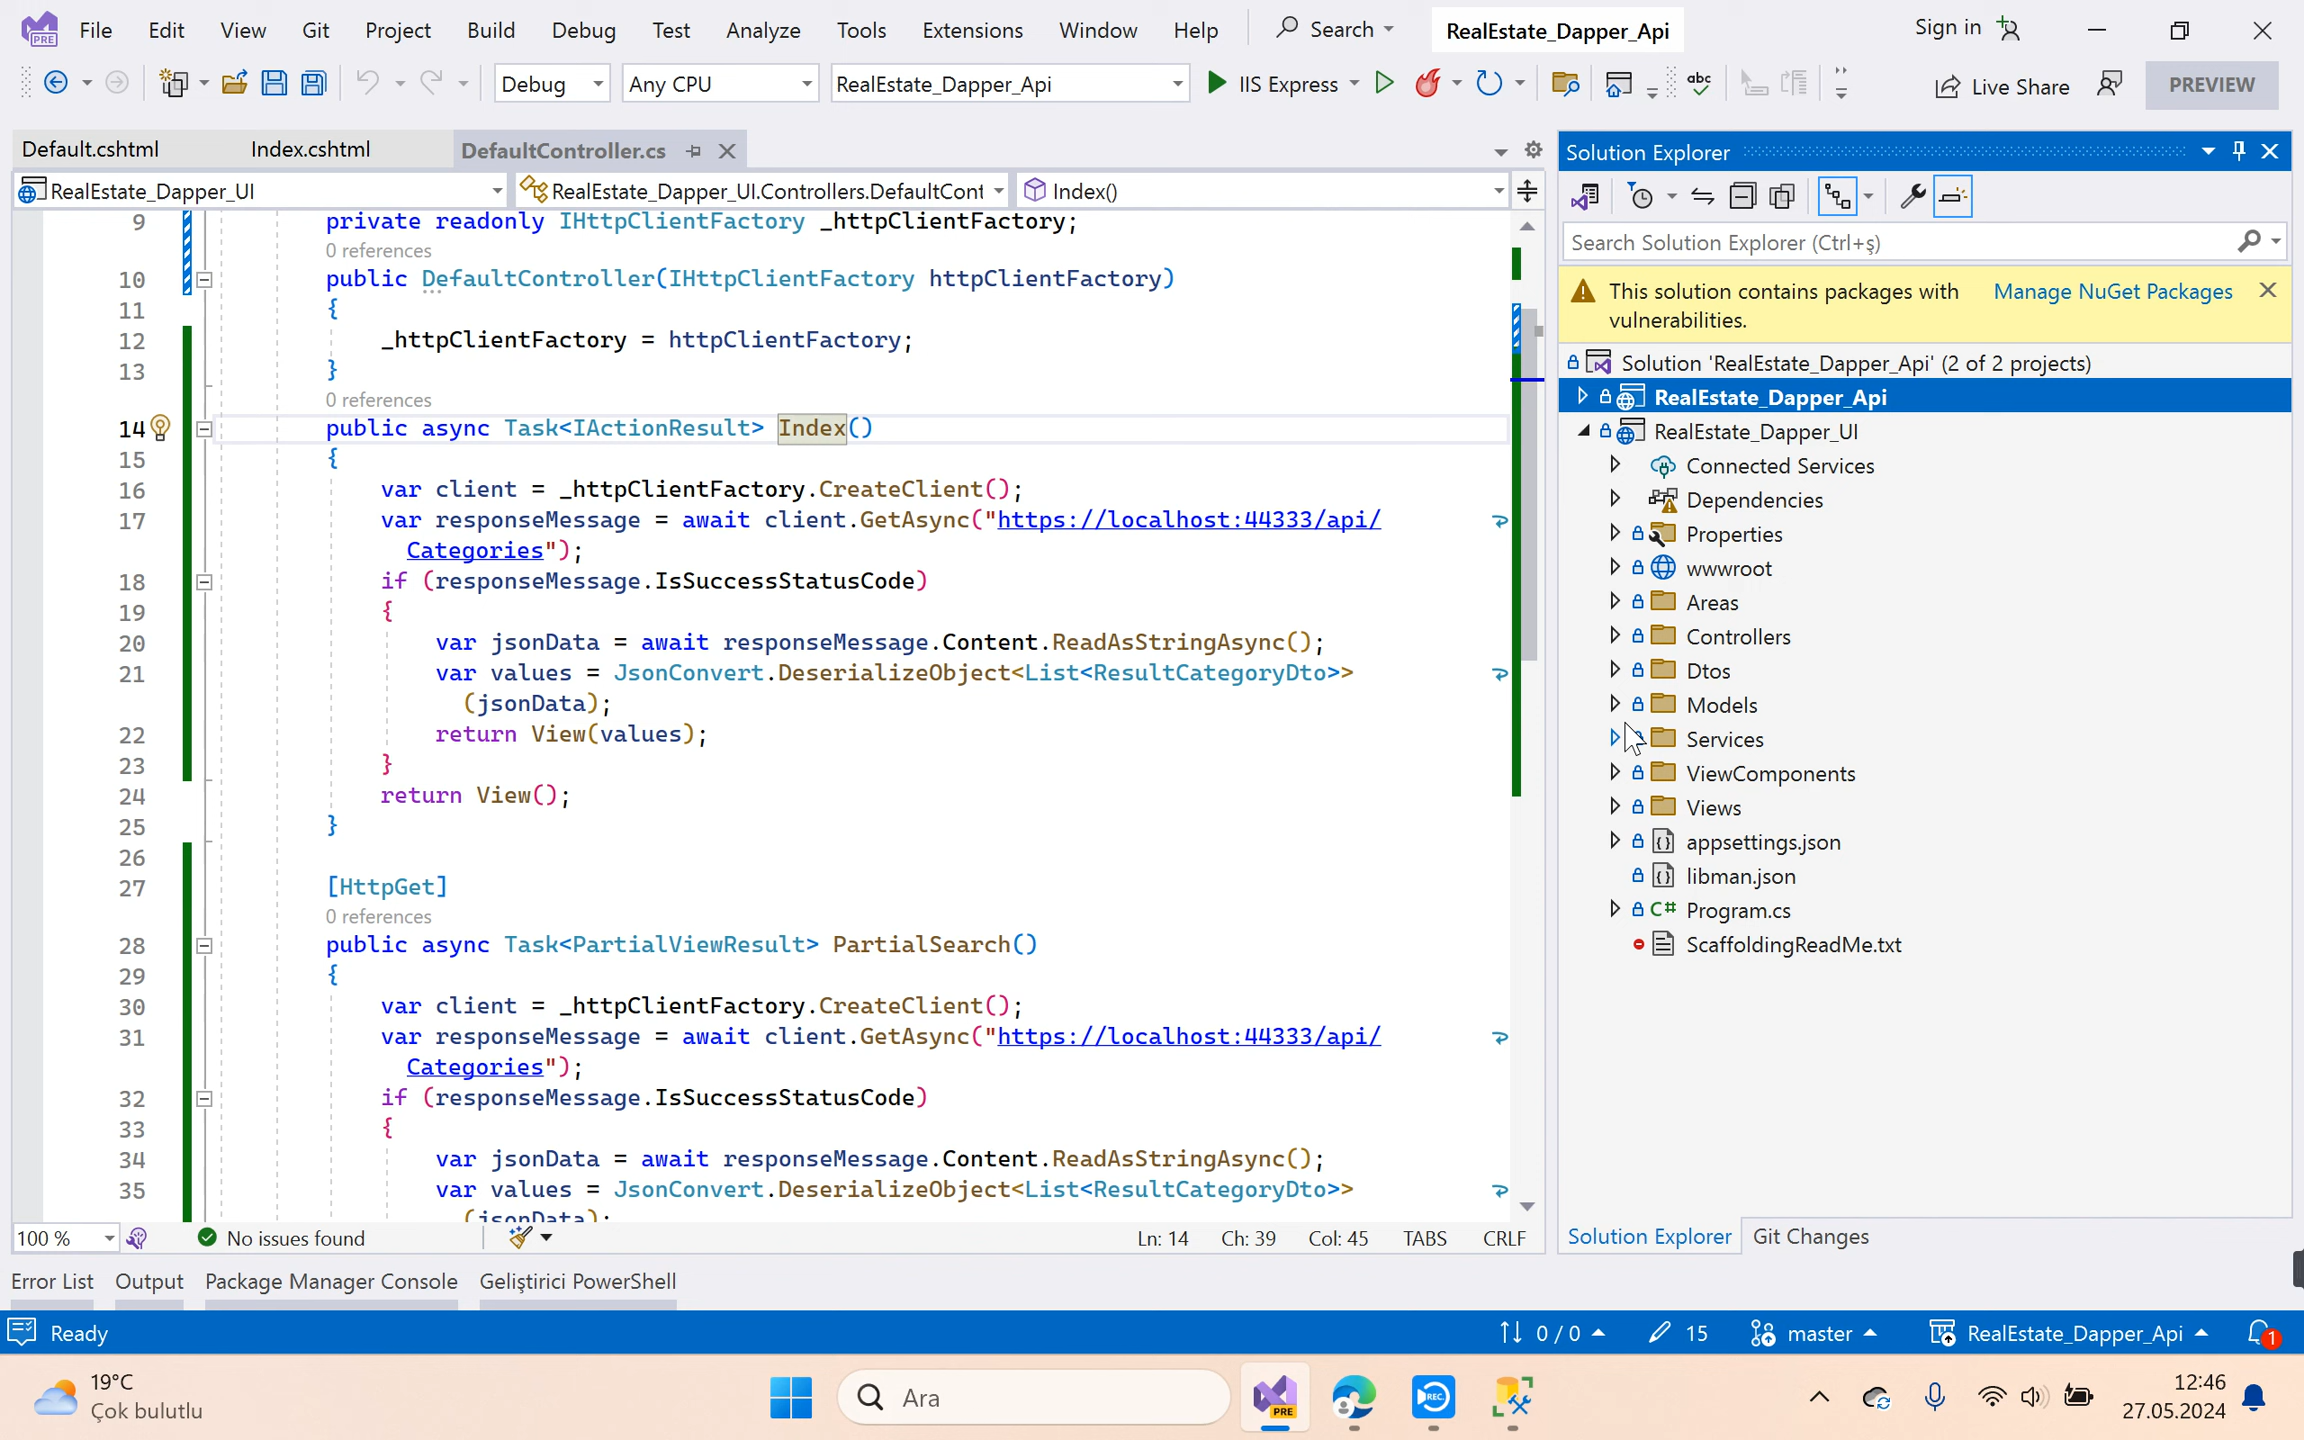 File Edit View Git Project Build Debug Test Analyze Tools Extensions Window Help Search RealEstate_Dapper_Api Sign in
PRE
Debug Any CPU RealEstate_Dapper_Api IIS Express abc Live Share PREVIEW
Default.cshtml Index.cshtml DefaultController.cs
RealEstate_Dapper_UI RealEstate_Dapper_UI.Controllers.DefaultCont Index()
9 private readonly IHttpClientFactory _httpClientFactory;
0 references
10 public DefaultController(IHttpClientFactory httpClientFactory)
11 {
12 _httpClientFactory = httpClientFactory;
13 }
0 references
14 public async Task<IActionResult> Index()
15 {
16 var client = _httpClientFactory.CreateClient();
17 var responseMessage = await client.GetAsync("https://localhost:44333/api/
Categories");
18 if (responseMessage.IsSuccessStatusCode)
19 {
20 var jsonData = await responseMessage.Content.ReadAsStringAsync();
21 var values = JsonConvert.DeserializeObject<List<ResultCategoryDto>>
(jsonData);
22 return View(values);
23 }
24 return View();
25 }
26
27 [HttpGet]
0 references
28 public async Task<PartialViewResult> PartialSearch()
29 {
30 var client = _httpClientFactory.CreateClient();
31 var responseMessage = await client.GetAsync("https://localhost:44333/api/
Categories");
32 if (responseMessage.IsSuccessStatusCode)
33 {
34 var jsonData = await responseMessage.Content.ReadAsStringAsync();
35 var values = JsonConvert.DeserializeObject<List<ResultCategoryDto>>
(jsonData);
100 % No issues found Ln: 14 Ch: 39 Col: 45 TABS CRLF
Solution Explorer
Search Solution Explorer (Ctrl+ş)
This solution contains packages with Manage NuGet Packages
vulnerabilities.
Solution 'RealEstate_Dapper_Api' (2 of 2 projects)
RealEstate_Dapper_Api
RealEstate_Dapper_UI
Connected Services
Dependencies
Properties
wwwroot
Areas
Controllers
Dtos
Models
Services
ViewComponents
Views
appsettings.json
libman.json
C# Program.cs
ScaffoldingReadMe.txt
Solution Explorer Git Changes
Error List Output Package Manager Console Geliştirici PowerShell
Ready 0 / 0 15 master RealEstate_Dapper_Api 1
19°C
Çok bulutlu
Ara
PRE
REC
12:46
27.05.2024